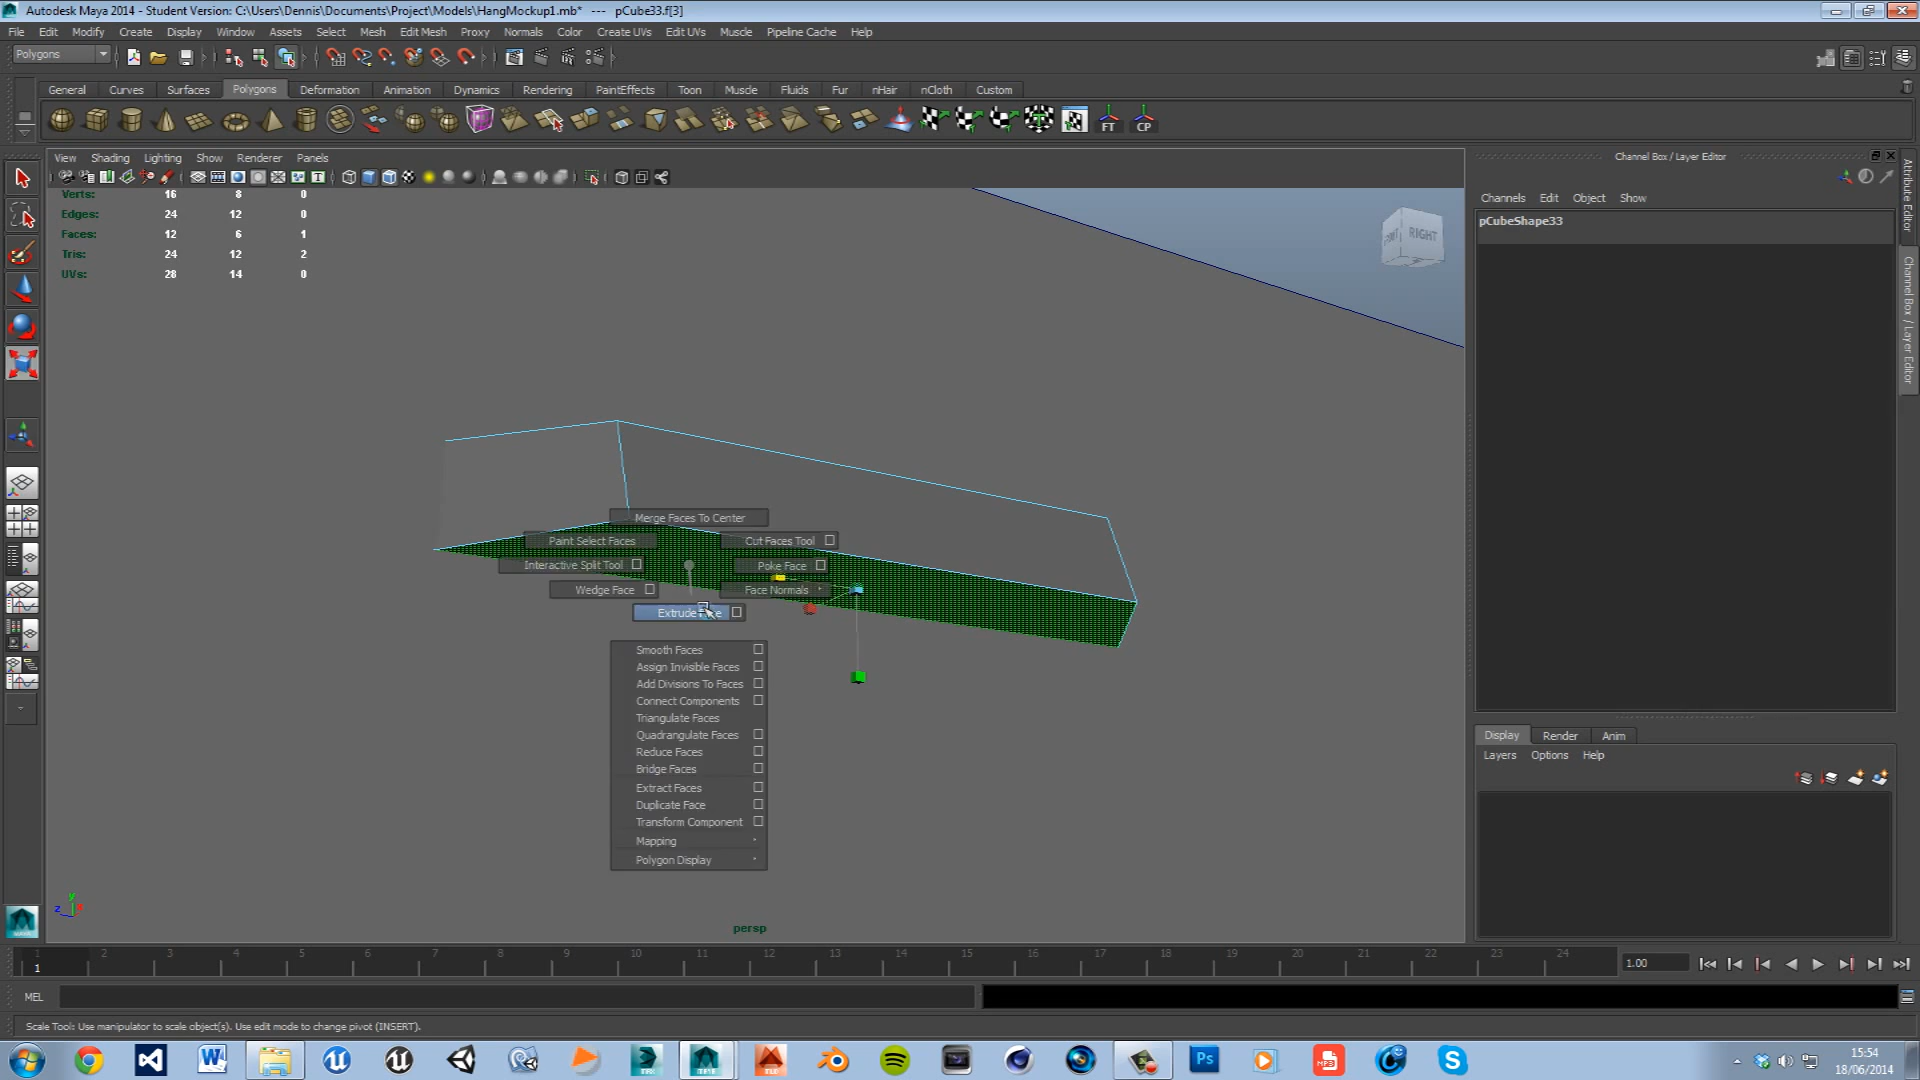 Autodesk Maya 2014 - Student Version: C:\Users\Dennis\Documents\Project\Models\HangMockup1.mb* --- pCube33.f[3]
File Edit Modify Create Display Window Assets Select Mesh Edit Mesh Proxy Normals Color Create UVs Edit UVs Muscle Pipeline Cache Help
Polygons
General Curves Surfaces Polygons Deformation Animation Dynamics Rendering PaintEffects Toon Muscle Fluids Fur nHair nCloth Custom
FT CP
View Shading Lighting Show Renderer Panels
Verts: 16 8 0
Edges: 24 12 0
Faces: 12 6 1
Tris: 24 12 2
UVs: 28 14 0
RIGHT
Merge Faces To Center
Paint Select Faces Cut Faces Tool
Interactive Split Tool Poke Face
Wedge Face Face Normals
Smooth Faces
Assign Invisible Faces
Add Divisions To Faces
Connect Components
Triangulate Faces
Quadrangulate Faces
Reduce Faces
Bridge Faces
Extract Faces
Duplicate Face
Transform Component
Mapping
Polygon Display
persp
z y
Channel Box / Layer Editor
Channels Edit Object Show
pCubeShape33
Attribute Editor
Channel Box / Layer Editor
Display Render Anim
Layers Options Help
1 2 3 4 5 6 7 8 9 10 11 12 13 14 15 16 17 18 19 20 21 22 23 24
1
1.00
MEL
Scale Tool: Use manipulator to scale object(s). Use edit mode to change pivot (INSERT).
Ps
MP3
15:54
18/06/2014